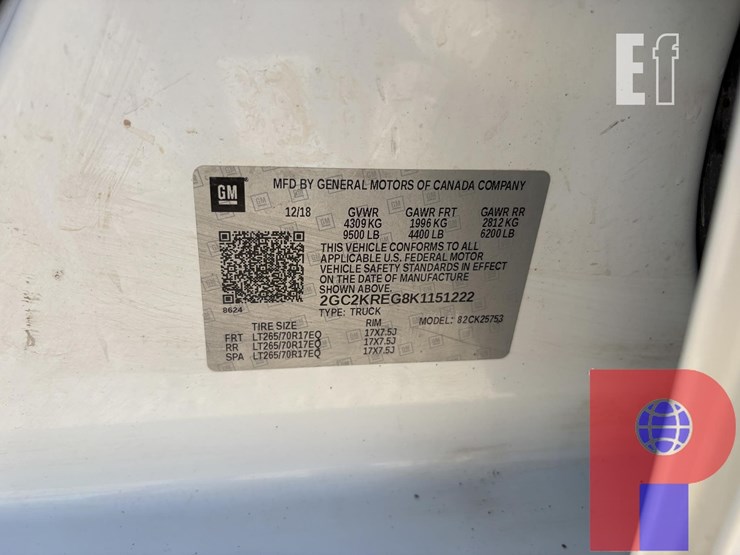 Ef
GM
MFD BY GENERAL MOTORS OF CANADA COMPANY
12/18 GVWR GAWR FRT GAWR RR
4309 KG 1996 KG 2812 KG
9500 LB 4400 LB 6200 LB
THIS VEHICLE CONFORMS TO ALL
APPLICABLE U.S. FEDERAL MOTOR
VEHICLE SAFETY STANDARDS IN EFFECT
ON THE DATE OF MANUFACTURE
SHOWN ABOVE.
8624
2GC2KREG8K1151222
TYPE: TRUCK MODEL: 82CK25753
TIRE SIZE RIM
FRT LT265/70R17EQ 17X7.5J
RR LT265/70R17EQ 17X7.5J
SPA LT265/70R17EQ 17X7.5J